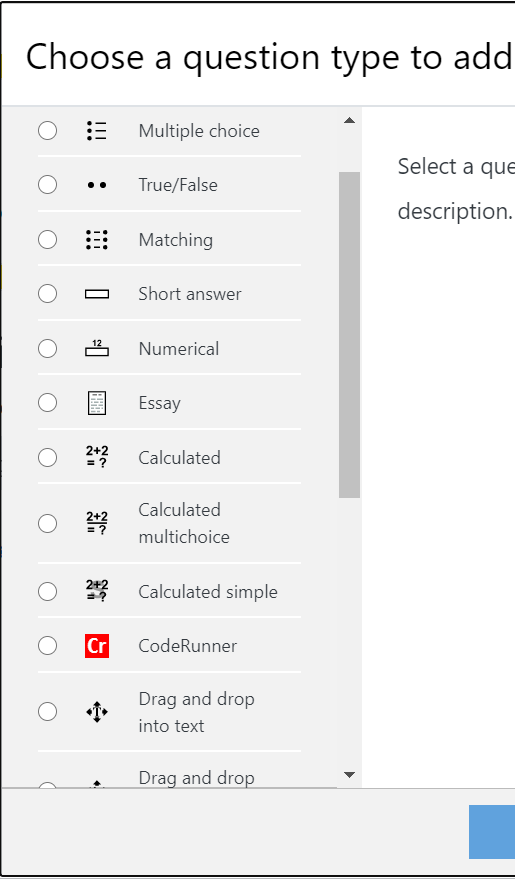 Choose a question type to add
Multiple choice
True/False
Matching
Short answer
12
Numerical
Essay
2+2
= ?
Calculated
2+2
= ?
Calculated
multichoice
2+2
= ?
Calculated simple
Cr
CodeRunner
Drag and drop
into text
Drag and drop
Select a que
description.